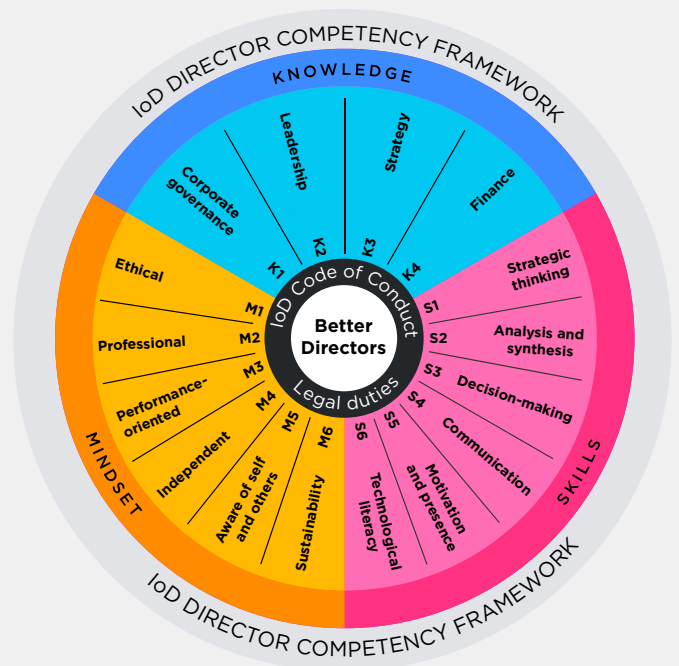 IoD DIRECTOR COMPETENCY FRAMEWORK
KNOWLEDGE
Corporate
governance
K1
Leadership
K2
Strategy
K3
Finance
K4
SKILLS
Strategic
thinking
S1
Analysis and
synthesis
S2
Decision-making
S3
Communication
S4
Motivation
and presence
S5
Technological
literacy
S6
MINDSET
Ethical
M1
Professional
M2
Performance-
oriented
M3
Independent
M4
Aware of self
and others
M5
Sustainability
M6
IoD Code of Conduct
Better
Directors
Legal duties
IoD DIRECTOR COMPETENCY FRAMEWORK